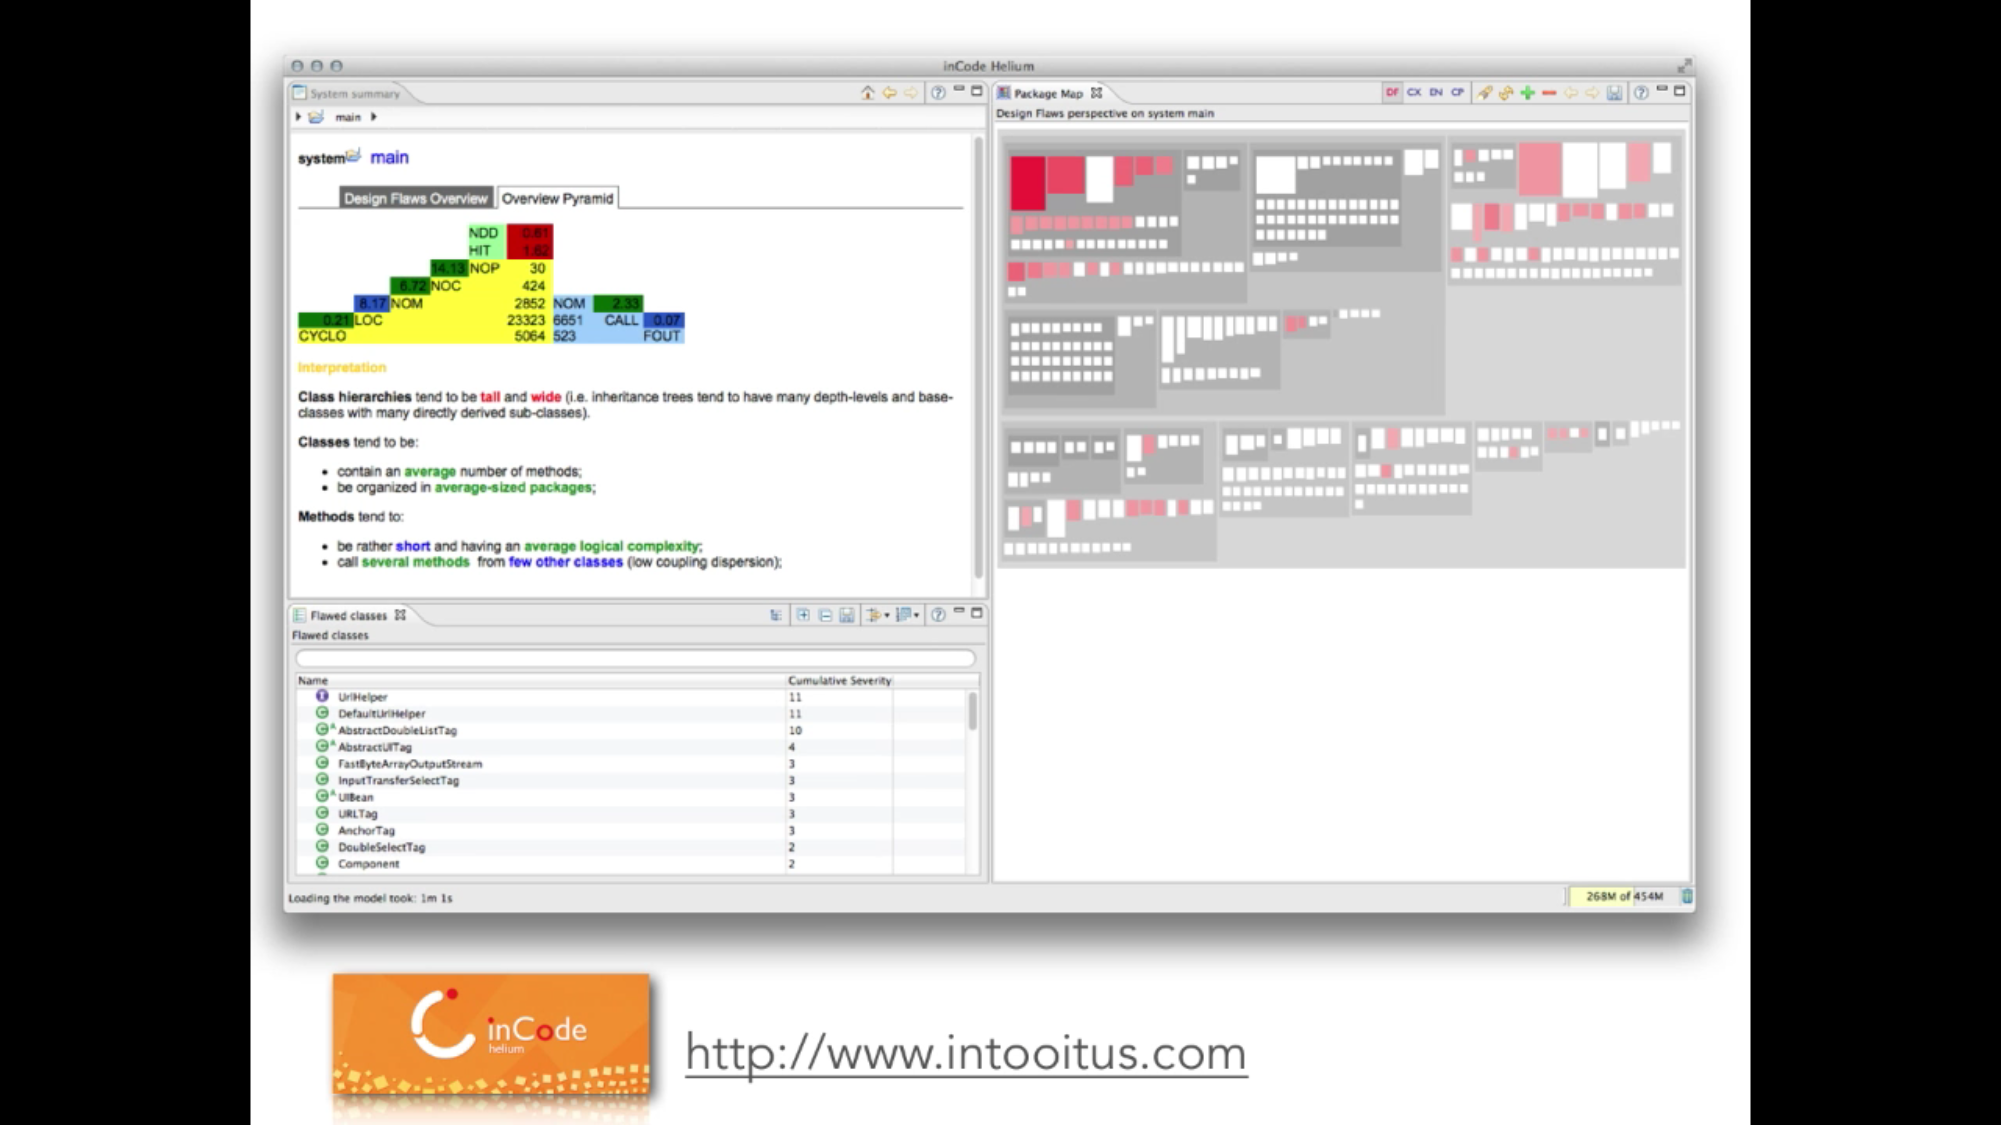 inCode Helium
System summary
main
system main
Design Flaws Overview Overview Pyramid
NDD 0.61
HIT 1.62
14.13 NOP 30
6.72 NOC 424
8.17 NOM 2852 NOM 2.33
0.21 LOC 23323 6651 CALL 0.07
CYCLO 5064 523 FOUT
Interpretation
Class hierarchies tend to be tall and wide (i.e. inheritance trees tend to have many depth-levels and base-
classes with many directly derived sub-classes).
Classes tend to be:
• contain an average number of methods;
• be organized in average-sized packages;
Methods tend to:
• be rather short and having an average logical complexity;
• call several methods from few other classes (low coupling dispersion);
Flawed classes
Flawed classes
Name Cumulative Severity
UrlHelper 11
DefaultUrlHelper 11
AbstractDoubleListTag 10
AbstractUITag 4
FastByteArrayOutputStream 3
InputTransferSelectTag 3
UIBean 3
URLTag 3
AnchorTag 3
DoubleSelectTag 2
Component 2
Loading the model took: 1m 1s
Package Map
DF CX EN CP
Design Flaws perspective on system main
268M of 454M
inCode
helium
http://www.intooitus.com